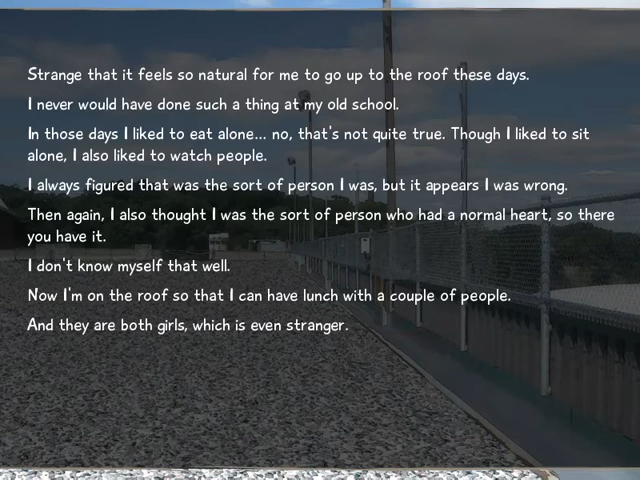 Strange that it feels so natural for me to go up to the roof these days.
I never would have done such a thing at my old school.
In those days I liked to eat alone... no, that's not quite true. Though I liked to sit
alone, I also liked to watch people.
I always figured that was the sort of person I was, but it appears I was wrong.
Then again, I also thought I was the sort of person who had a normal heart, so there
you have it.
I don't know myself that well.
Now I'm on the roof so that I can have lunch with a couple of people.
And they are both girls, which is even stranger.